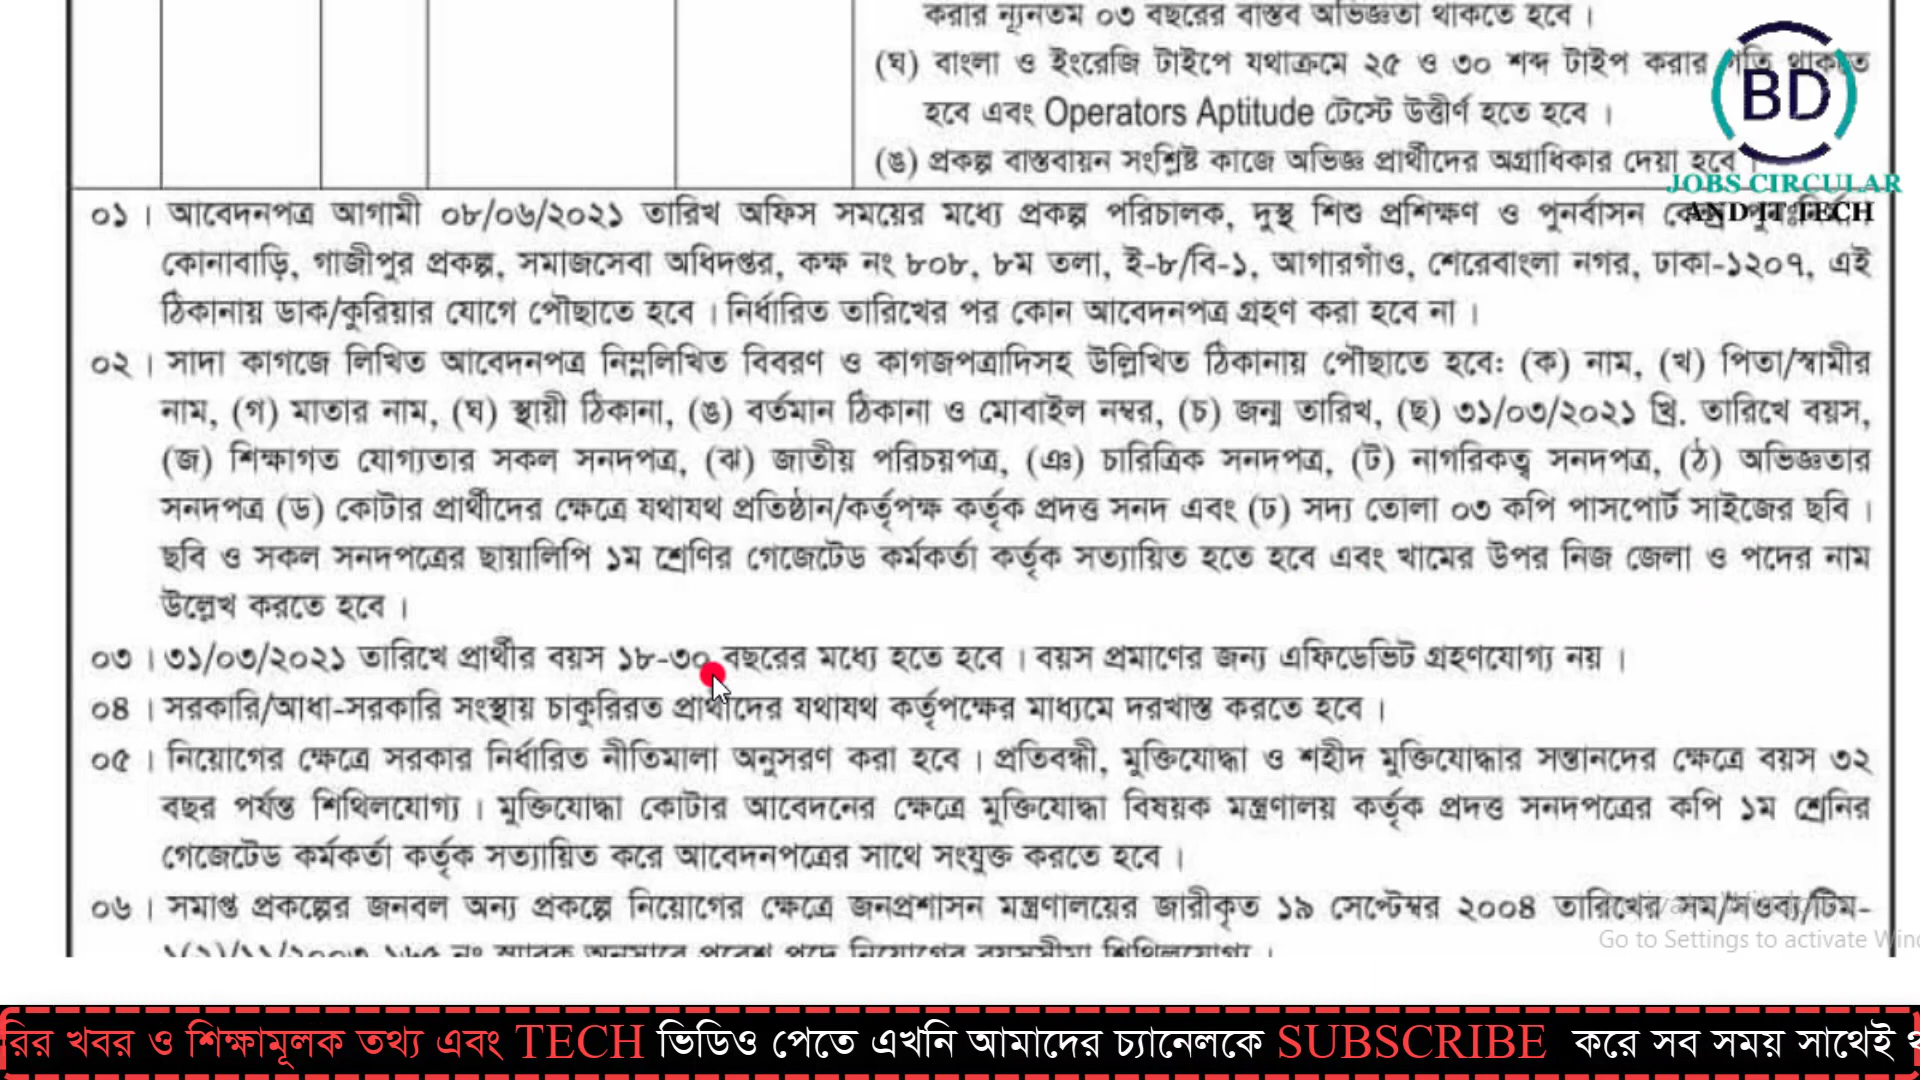 করার ন্যূনতম ০৩ বছরের বাস্তব অভিজ্ঞতা থাকতে হবে।
(ঘ) বাংলা ও ইংরেজি টাইপে যথাক্রমে ২৫ ও ৩০ শব্দ টাইপ করার গতি থাকতে
হবে এবং Operators Aptitude টেস্টে উত্তীর্ণ হতে হবে।
(ঙ) প্রকল্প বাস্তবায়ন সংশ্লিষ্ট কাজে অভিজ্ঞ প্রার্থীদের অগ্রাধিকার দেয়া হবে
BD
JOBS CIRCULAR
AND IT TECH
০১। আবেদনপত্র আগামী ০৮/০৬/২০২১ তারিখ অফিস সময়ের মধ্যে প্রকল্প পরিচালক, দুস্থ শিশু প্রশিক্ষণ ও পুনর্বাসন
কোনাবাড়ি, গাজীপুর প্রকল্প, সমাজসেবা অধিদপ্তর, কক্ষ নং ৮০৮, ৮ম তলা, ই-৮/বি-১, আগারগাঁও, শেরেবাংলা নগর, ঢাকা-১২০৭, এই
ঠিকানায় ডাক/কুরিয়ার যোগে পৌছাতে হবে। নির্ধারিত তারিখের পর কোন আবেদনপত্র গ্রহণ করা হবে না।
০২। সাদা কাগজে লিখিত আবেদনপত্র নিম্নলিখিত বিবরণ ও কাগজপত্রাদিসহ উল্লিখিত ঠিকানায় পৌছাতে হবে: (ক) নাম, (খ) পিতা/স্বামীর
নাম, (গ) মাতার নাম, (ঘ) স্থায়ী ঠিকানা, (ঙ) বর্তমান ঠিকানা ও মোবাইল নম্বর, (চ) জন্ম তারিখ, (ছ) ৩১/০৩/২০২১ খ্রি. তারিখে বয়স,
(জ) শিক্ষাগত যোগ্যতার সকল সনদপত্র, (ঝ) জাতীয় পরিচয়পত্র, (ঞ) চারিত্রিক সনদপত্র, (ট) নাগরিকত্ব সনদপত্র, (ঠ) অভিজ্ঞতার
সনদপত্র (ড) কোটার প্রার্থীদের ক্ষেত্রে যথাযথ প্রতিষ্ঠান/কর্তৃপক্ষ কর্তৃক প্রদত্ত সনদ এবং (ঢ) সদ্য তোলা ০৩ কপি পাসপোর্ট সাইজের ছবি।
ছবি ও সকল সনদপত্রের ছায়ালিপি ১ম শ্রেণির গেজেটেড কর্মকর্তা কর্তৃক সত্যায়িত হতে হবে এবং খামের উপর নিজ জেলা ও পদের নাম
উল্লেখ করতে হবে।
০৩। ৩১/০৩/২০২১ তারিখে প্রার্থীর বয়স ১৮-৩০ বছরের মধ্যে হতে হবে। বয়স প্রমাণের জন্য এফিডেভিট গ্রহণযোগ্য নয়।
০৪। সরকারি/আধা-সরকারি সংস্থায় চাকুরিরত প্রার্থীদের যথাযথ কর্তৃপক্ষের মাধ্যমে দরখাস্ত করতে হবে।
০৫। নিয়োগের ক্ষেত্রে সরকার নির্ধারিত নীতিমালা অনুসরণ করা হবে। প্রতিবন্ধী, মুক্তিযোদ্ধা ও শহীদ মুক্তিযোদ্ধার সন্তানদের ক্ষেত্রে বয়স ৩২
বছর পর্যন্ত শিথিলযোগ্য। মুক্তিযোদ্ধা কোটার আবেদনের ক্ষেত্রে মুক্তিযোদ্ধা বিষয়ক মন্ত্রণালয় কর্তৃক প্রদত্ত সনদপত্রের কপি ১ম শ্রেনির
গেজেটেড কর্মকর্তা কর্তৃক সত্যায়িত করে আবেদনপত্রের সাথে সংযুক্ত করতে হবে।
০৬। সমাপ্ত প্রকল্পের জনবল অন্য প্রকল্পে নিয়োগের ক্ষেত্রে জনপ্রশাসন মন্ত্রণালয়ের জারীকৃত ১৯ সেপ্টেম্বর ২০০৪ তারিখের সম/সওব্য/টিম-
নং স্মারক অনুসারে প্রবেশ পদে নিয়োগের বয়সসীমা শিথিলযোগ্য।
Go to Settings to activate
রির খবর ও শিক্ষামূলক তথ্য এবং TECH ভিডিও পেতে এখনি আমাদের চ্যানেলকে SUBSCRIBE করে সব সময় সাথেই